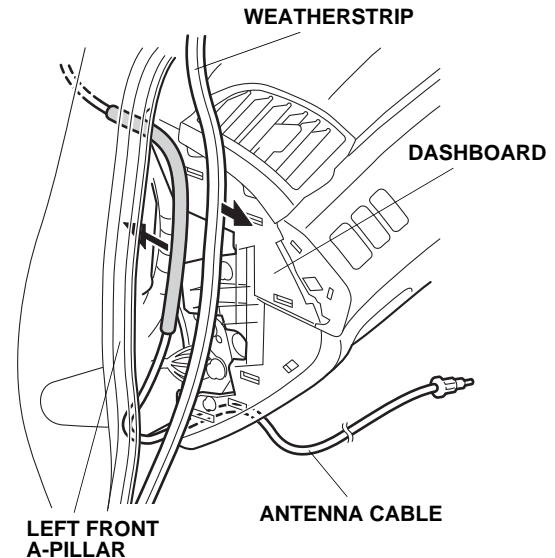 WEATHERSTRIP
DASHBOARD
ANTENNA CABLE
LEFT FRONT
A-PILLAR